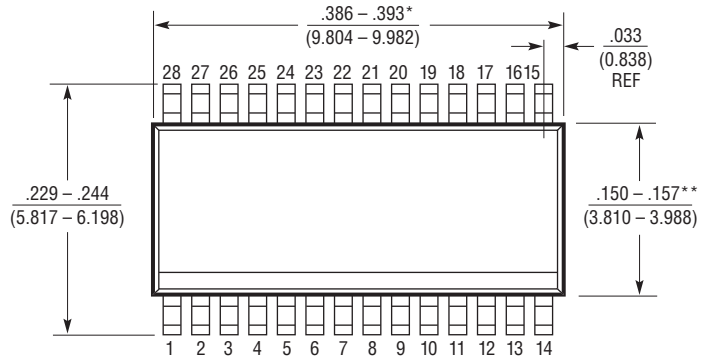 .386 – .393*
(9.804 – 9.982)
.033
(0.838)
REF
28 27 26 25 24 23 22 21 20 19 18 17 16 15
.229 – .244
(5.817 – 6.198)
.150 – .157**
(3.810 – 3.988)
1 2 3 4 5 6 7 8 9 10 11 12 13 14